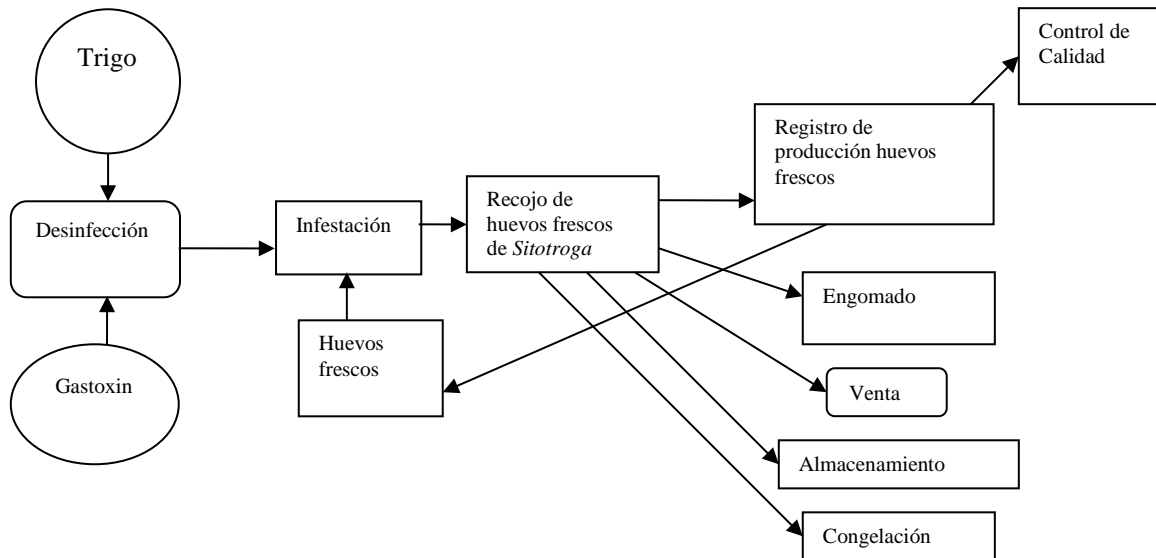 Trigo
Control de
Calidad
Registro de
producción huevos
frescos
Desinfección
Infestación
Recojo de
huevos frescos
de Sitotroga
Engomado
Huevos
frescos
Gastoxin
Venta
Almacenamiento
Congelación